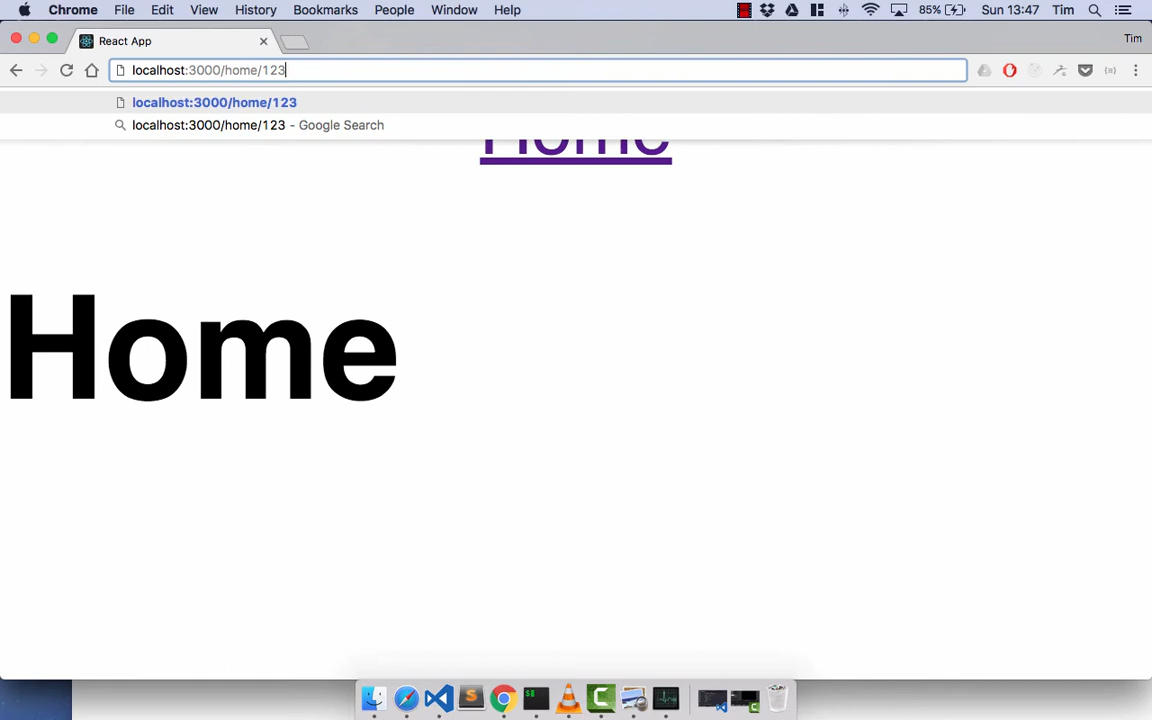 Chrome File Edit View History Bookmarks People Window Help 85% Sun 13:47 Tim
React App Tim
localhost:3000/home/123
localhost:3000/home/123
localhost:3000/home/123 - Google Search
Home
Home